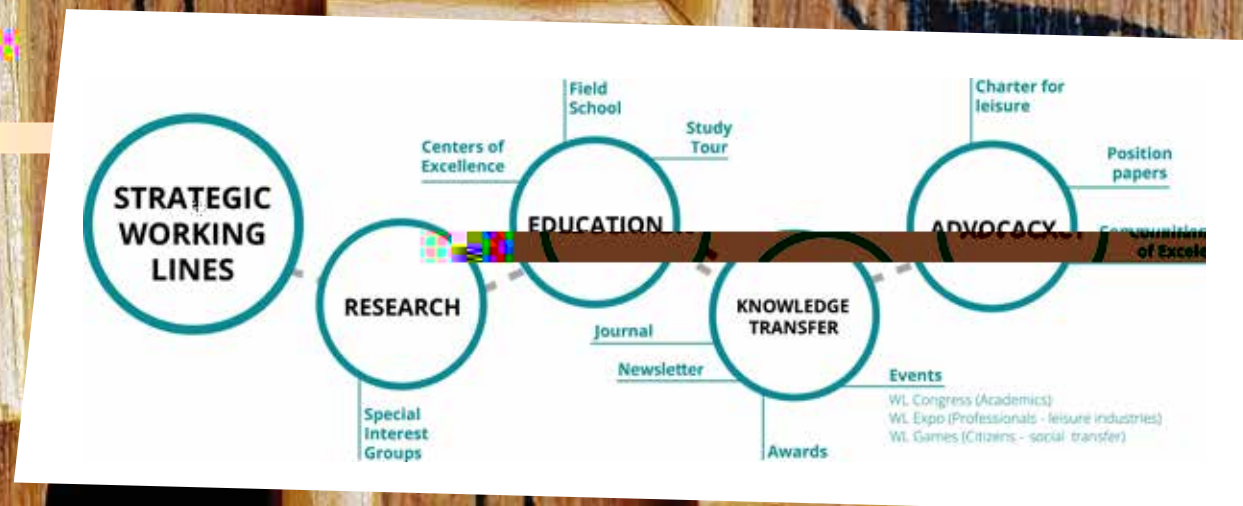 STRATEGIC
WORKING
LINES
RESEARCH
Special
Interest
Groups
EDUCATION
Centers of
Excellence
Field
School
Study
Tour
KNOWLEDGE
TRANSFER
Journal
Newsletter
Awards
Events
WL Congress (Academics)
WL Expo (Professionals - leisure industries)
WL Games (Citizens - social transfer)
ADVOCACY
Charter for
leisure
Position
papers
of